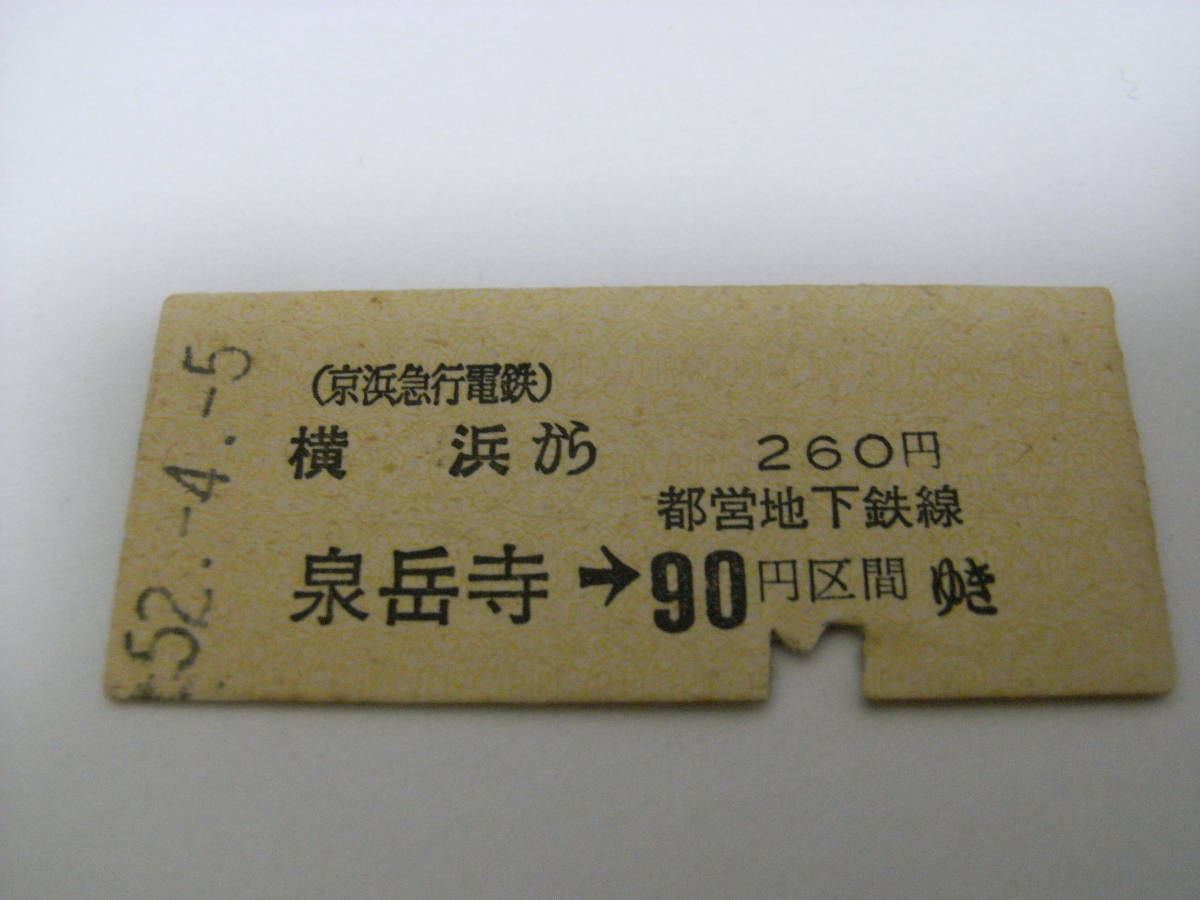 (京浜急行電鉄)
横 浜から 260円
都営地下鉄線
泉岳寺→90円区間ゆき
52.-4.-5